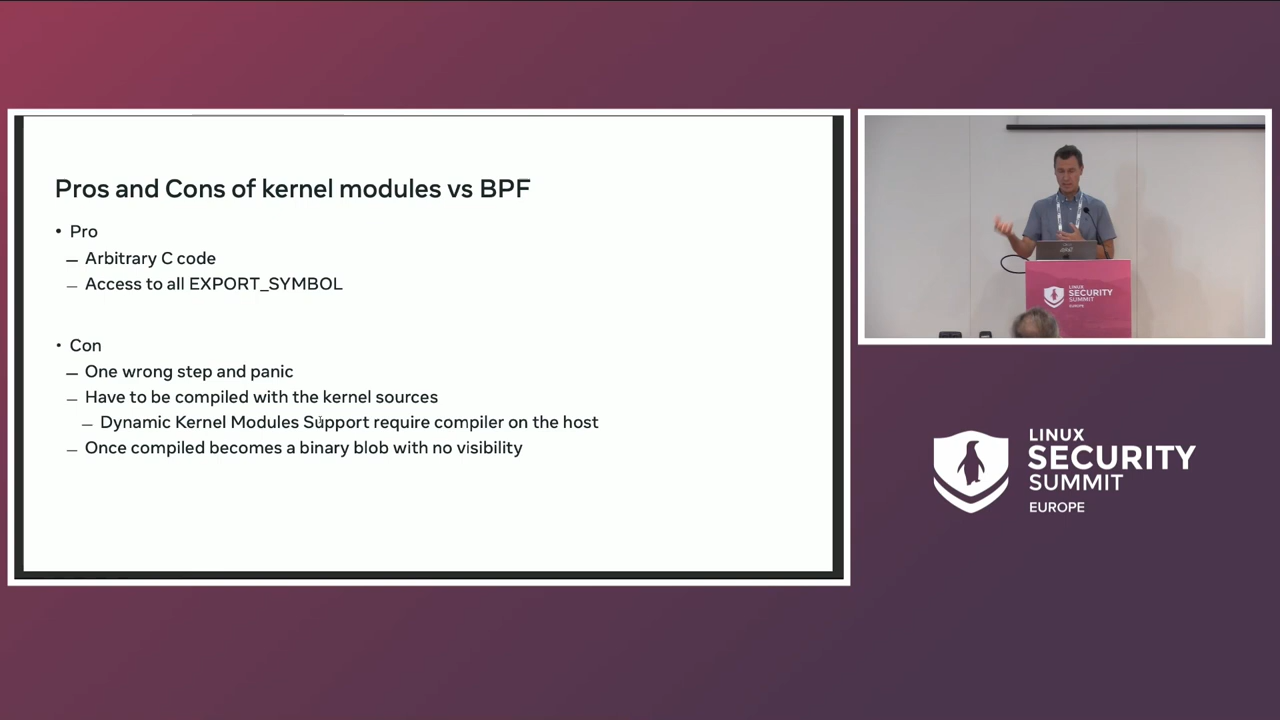 Pros and Cons of kernel modules vs BPF
• Pro
– Arbitrary C code
– Access to all EXPORT_SYMBOL
• Con
– One wrong step and panic
– Have to be compiled with the kernel sources
– Dynamic Kernel Modules Support require compiler on the host
– Once compiled becomes a binary blob with no visibility
LINUX
SECURITY
SUMMIT
EUROPE
LINUX
SECURITY
SUMMIT
EUROPE